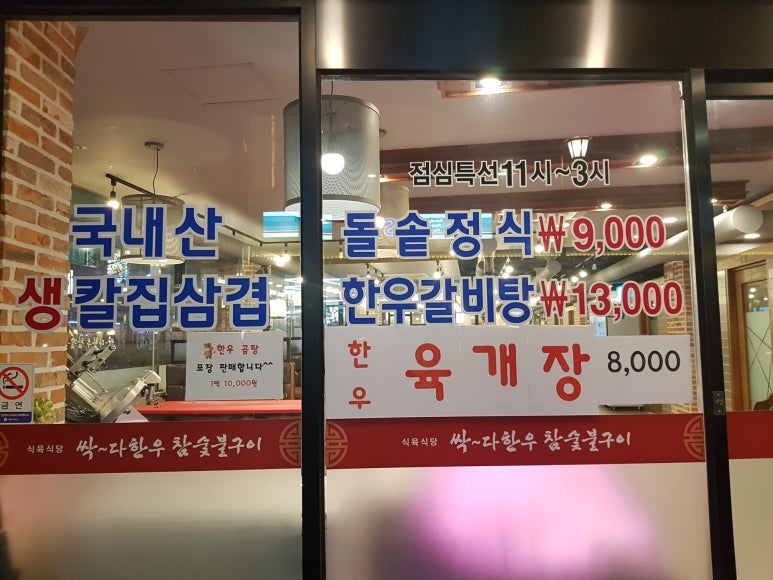 점심특선11시~3시
국내산
생칼집삼겹
돌솥정식₩9,000
한우갈비탕₩13,000
한우 곰탕
포장 판매합니다^^
1팩 10,000원
한우 육개장 8,000
금연
식육식당 싹~다한우 참숯불구이
식육식당 싹~다한우 참숯불구이